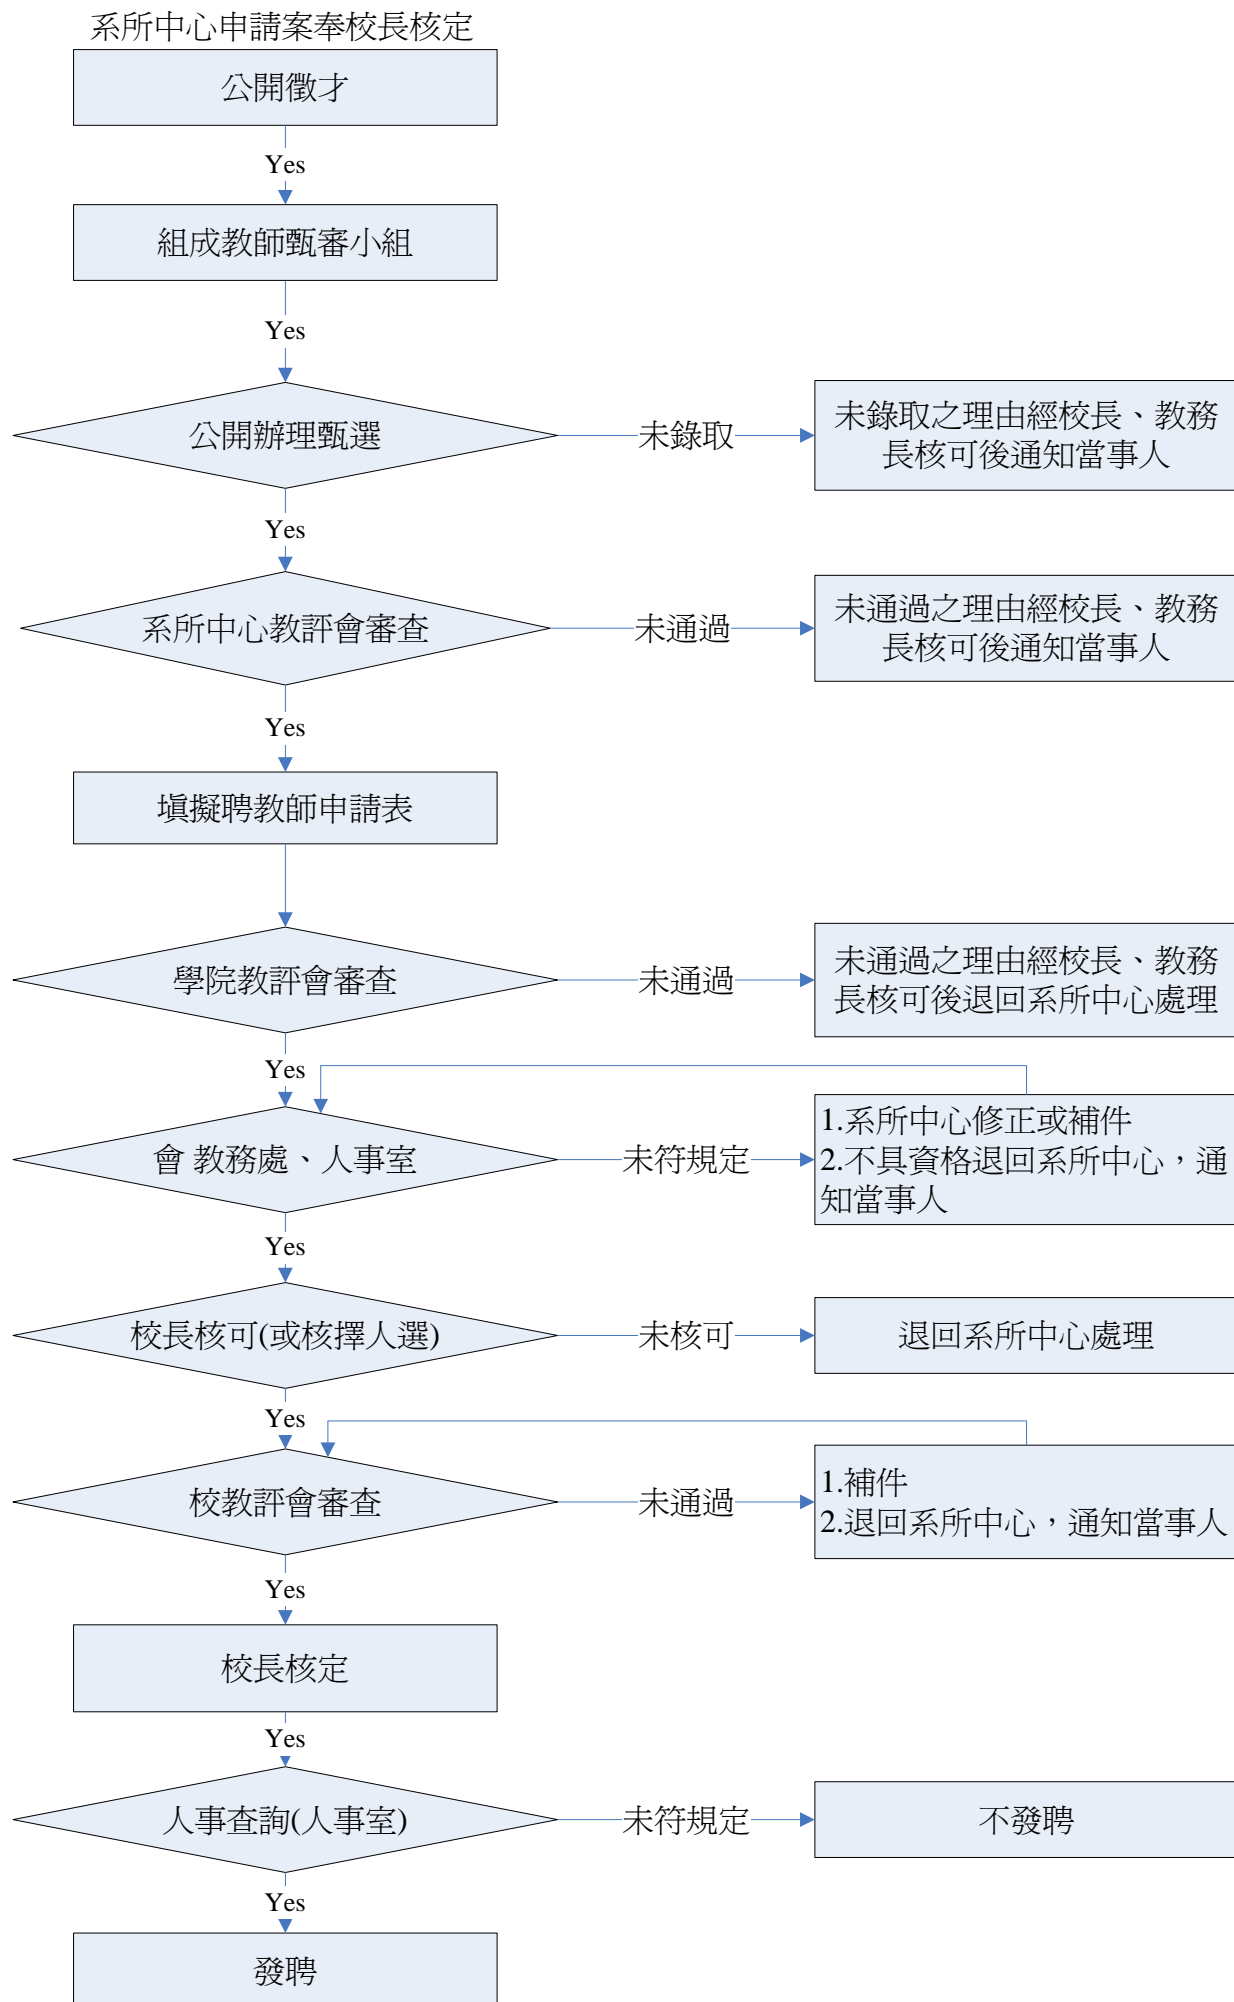 系所中心申請案奉校長核定
公開徵才
Yes
組成教師甄審小組
Yes
公開辦理甄選
未錄取
未錄取之理由經校長、教務
長核可後通知當事人
Yes
系所中心教評會審查
未通過
未通過之理由經校長、教務
長核可後通知當事人
Yes
填擬聘教師申請表
學院教評會審查
未通過
未通過之理由經校長、教務
長核可後退回系所中心處理
Yes
會 教務處、人事室
未符規定
1.系所中心修正或補件
2.不具資格退回系所中心，通
知當事人
Yes
校長核可(或核擇人選)
未核可
退回系所中心處理
Yes
校教評會審查
未通過
1.補件
2.退回系所中心，通知當事人
Yes
校長核定
Yes
人事查詢(人事室)
未符規定
不發聘
Yes
發聘